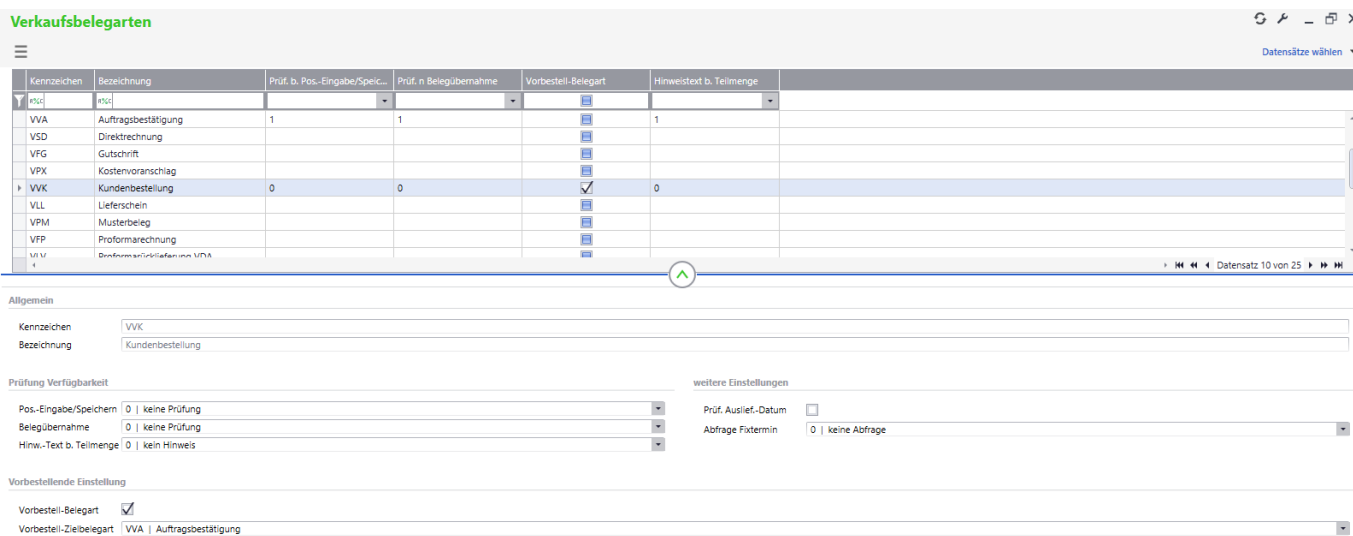 Verkaufsbelegarten
Datensätze wählen
Kennzeichen Bezeichnung Prüf. b. Pos.-Eingabe/Speic... Prüf. n Belegübernahme Vorbestell-Belegart Hinweistext b. Teilmenge
VVA Auftragsbestätigung 1 1 1
VSD Direktrechnung
VFG Gutschrift
VPX Kostenvoranschlag
VVK Kundenbestellung 0 0 0
VLL Lieferschein
VPM Musterbeleg
VFP Proformarechnung
VLV Proformarücklieferung VDA
Datensatz 10 von 25
Allgemein
Kennzeichen VVK
Bezeichnung Kundenbestellung
Prüfung Verfügbarkeit
Pos.-Eingabe/Speichern 0 | keine Prüfung
Belegübernahme 0 | keine Prüfung
Hinw.-Text b. Teilmenge 0 | kein Hinweis
weitere Einstellungen
Prüf. Auslief.-Datum
Abfrage Fixtermin 0 | keine Abfrage
Vorbestellende Einstellung
Vorbestell-Belegart
Vorbestell-Zielbelegart VVA | Auftragsbestätigung